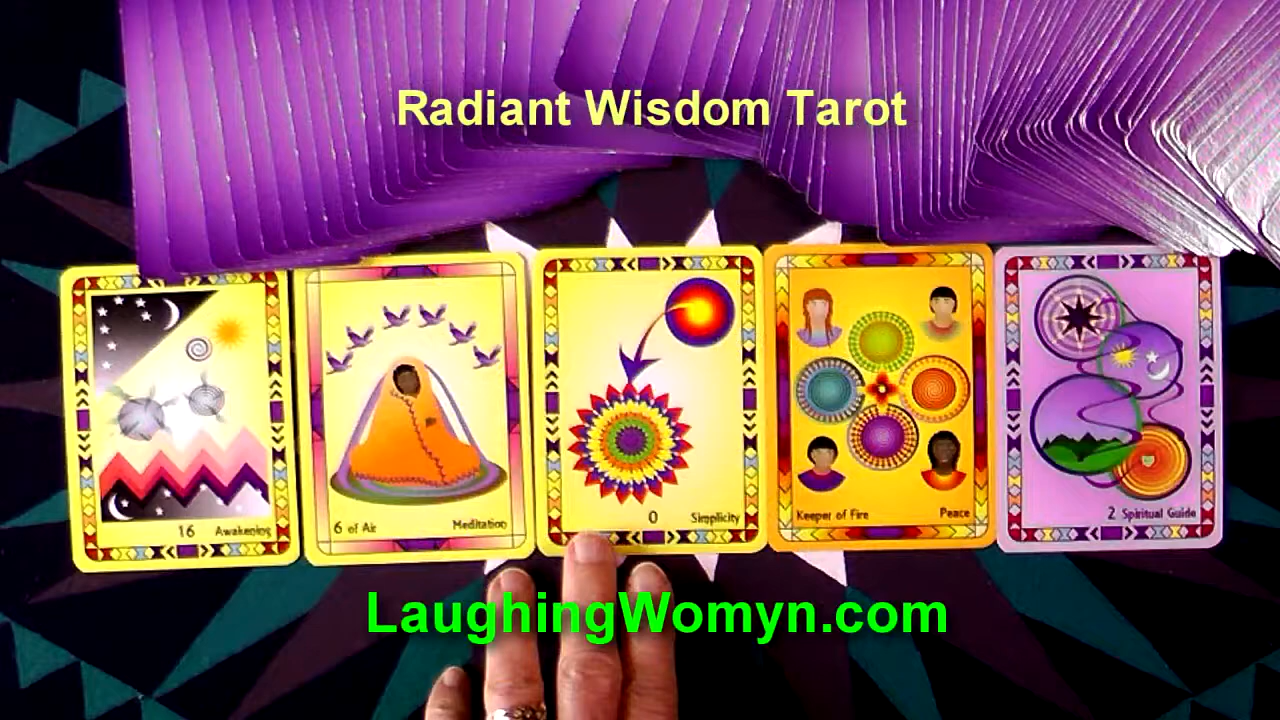 Radiant Wisdom Tarot
16 Awakening
6 of Air Meditation
0 Simplicity
Keeper of Fire Peace
2 Spiritual Guide
LaughingWomyn.com